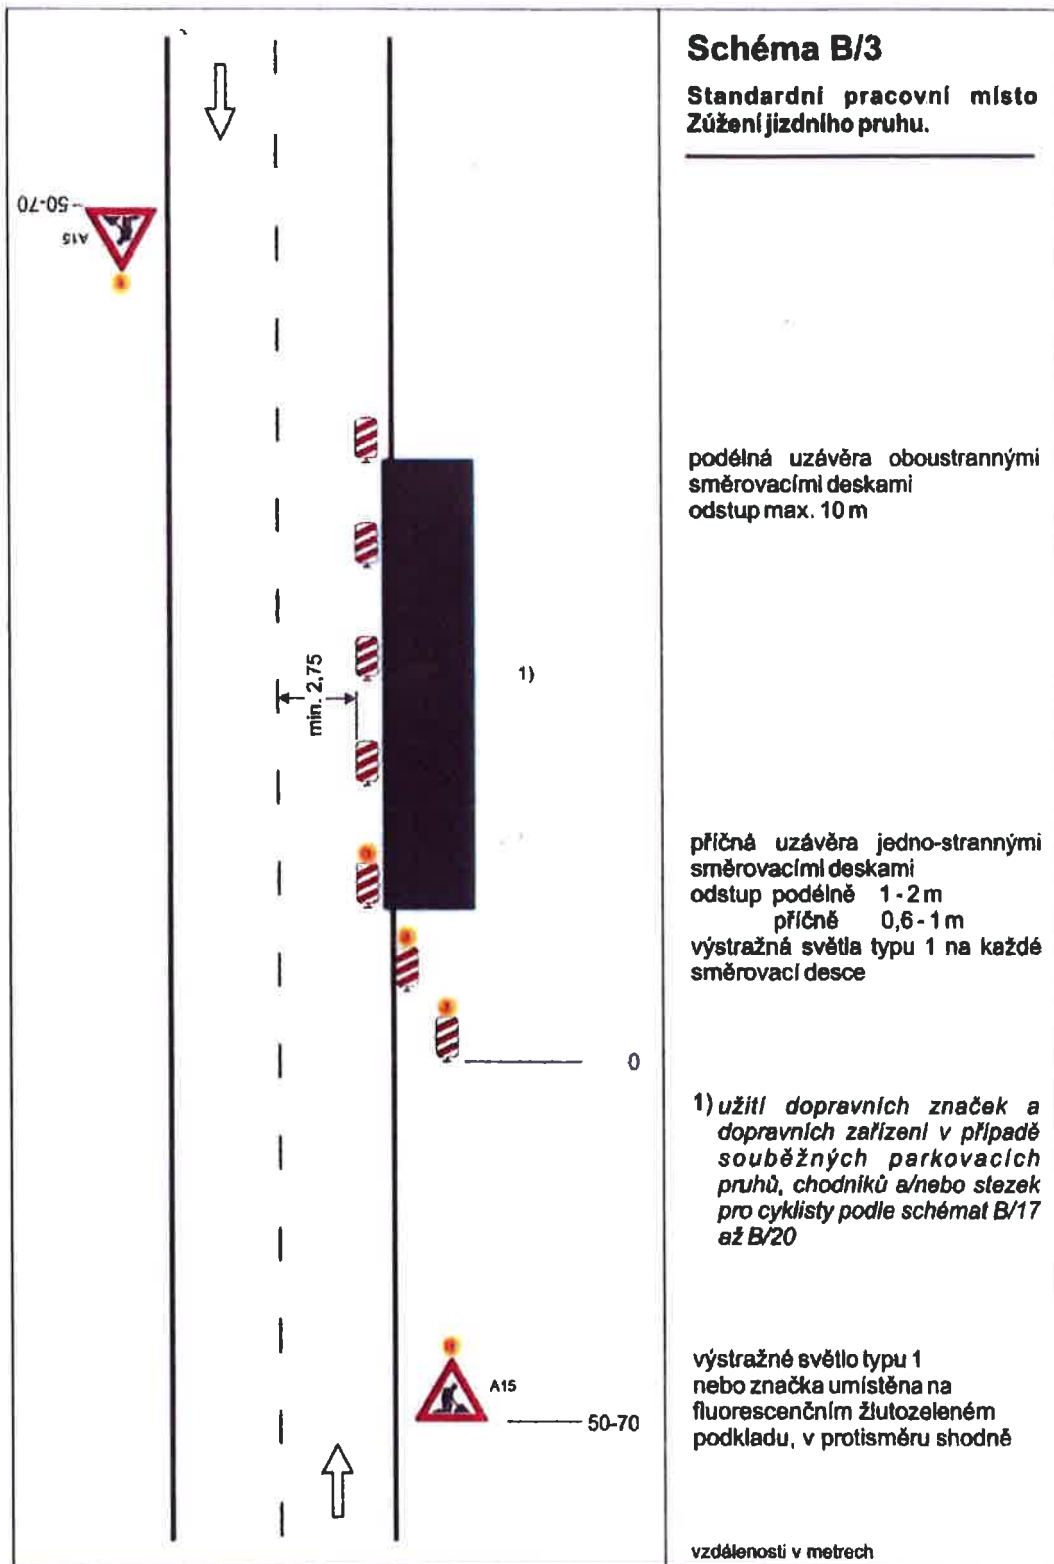 Schéma B/3
Standardní pracovní místo
Zúžení jízdního pruhu.
50-70
A15
podélná uzávěra oboustrannými
směrovacími deskami
odstup max. 10 m
min. 2,75
1)
příčná uzávěra jedno-strannými
směrovacími deskami
odstup podélně 1 - 2 m
příčně 0,6 - 1 m
výstražná světla typu 1 na každé
směrovací desce
0
1) užití dopravních značek a
dopravních zařízení v případě
souběžných parkovacích
pruhů, chodníků a/nebo stezek
pro cyklisty podle schémat B/17
až B/20
A15
50-70
výstražné světlo typu 1
nebo značka umístěna na
fluorescenčním žlutozeleném
podkladu, v protisměru shodně
vzdálenosti v metrech